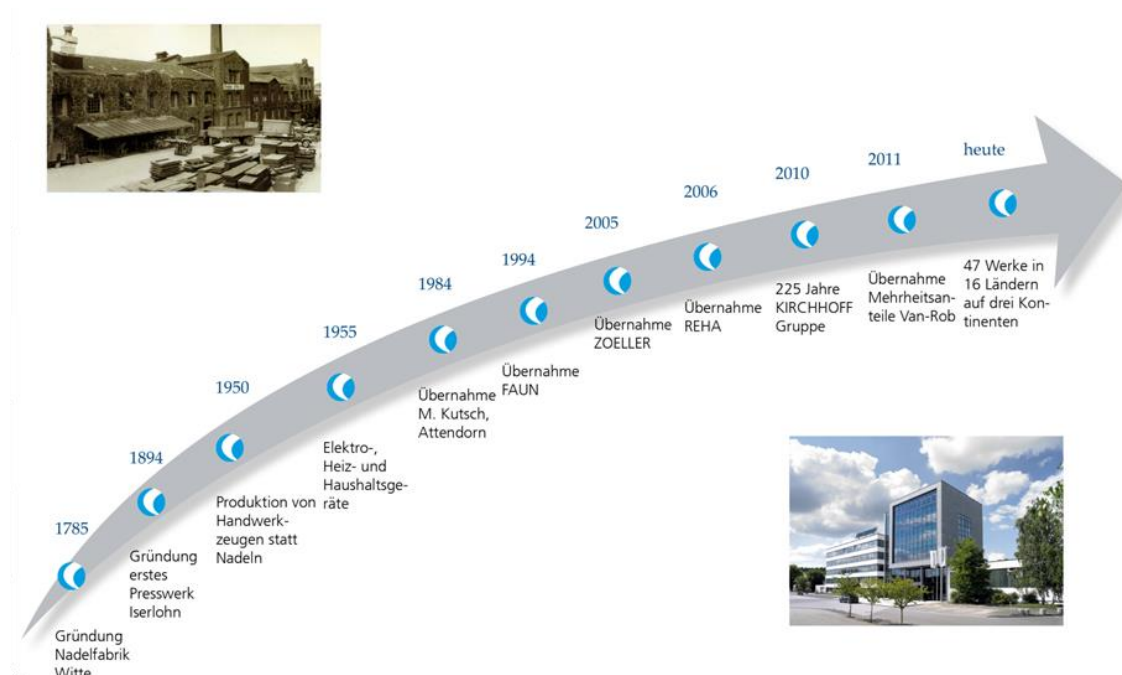 1785
Gründung
Nadelfabrik
Witte
1894
Gründung
erstes
Presswerk
Iserlohn
1950
Produktion von
Handwerk-
zeugen statt
Nadeln
1955
Elektro-,
Heiz- und
Haushaltsge-
räte
1984
Übernahme
M. Kutsch,
Attendorn
1994
Übernahme
FAUN
2005
Übernahme
ZOELLER
2006
Übernahme
REHA
2010
225 Jahre
KIRCHHOFF
Gruppe
2011
Übernahme
Mehrheitsan-
teile Van-Rob
heute
47 Werke in
16 Ländern
auf drei Kon-
tinenten